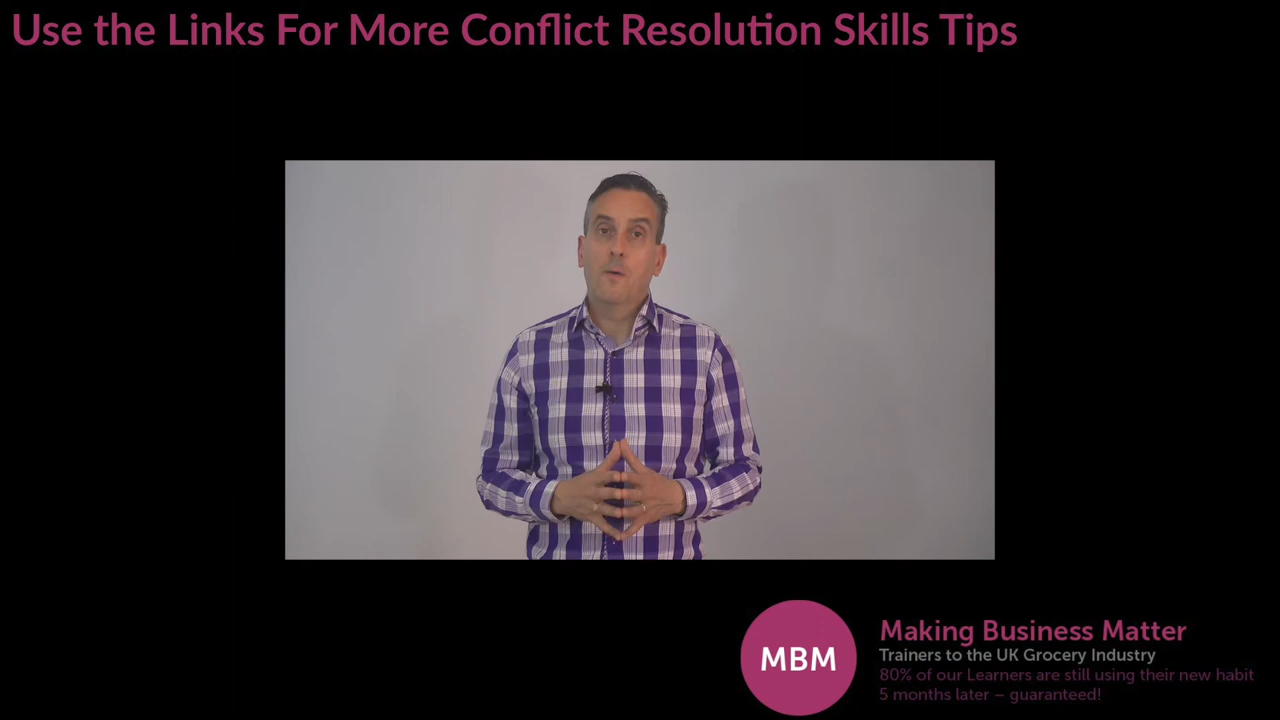 Use the Links For More Conflict Resolution Skills Tips
MBM
Making Business Matter
Trainers to the UK Grocery Industry
80% of our Learners are still using their new habit
5 months later – guaranteed!